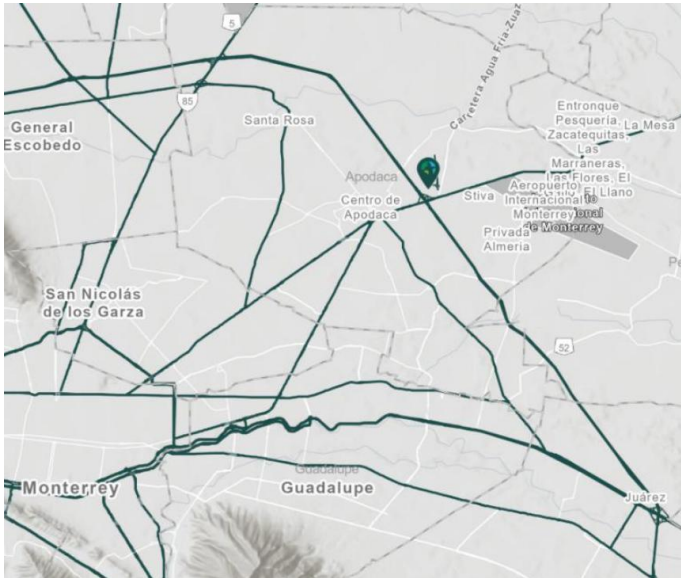 5
85
Carretera Agua Fria-Zuaz
General
Escobedo
Santa Rosa
Entronque
Pesquería,
Zacatequitas
La Mesa
Las
Marraneras,
Las Flores, El
El Llano
Apodaca
Centro de
Apodaca
Stiva
Aeropuerto
Internacional
Monterrey
de Monterrey
Privada
Almeria
San Nicolás
de los Garza
52
Monterrey
Guadalupe
Guadalupe
Juárez